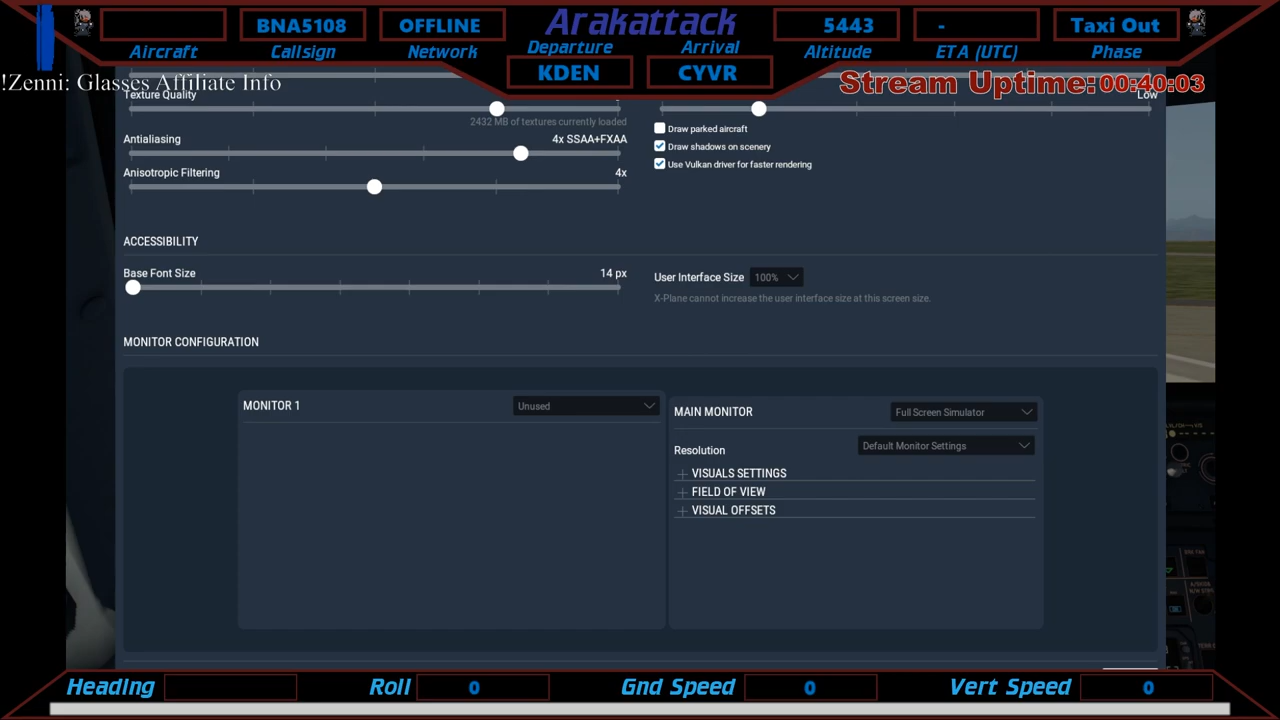 BNA5108
OFFLINE
Arakattack
5443
-
Taxi Out
Aircraft
Callsign
Network
Departure
Arrival
Altitude
ETA (UTC)
Phase
KDEN
CYVR
!Zenni: Glasses Affiliate Info
Stream Uptime: 00:40:03
Texture Quality
Low
2432 MB of textures currently loaded
Antialiasing
4x SSAA+FXAA
Anisotropic Filtering
4x
Draw parked aircraft
Draw shadows on scenery
Use Vulkan driver for faster rendering
ACCESSIBILITY
Base Font Size
14 px
User Interface Size
100%
X-Plane cannot increase the user interface size at this screen size.
MONITOR CONFIGURATION
MONITOR 1
Unused
MAIN MONITOR
Full Screen Simulator
Resolution
Default Monitor Settings
VISUALS SETTINGS
FIELD OF VIEW
VISUAL OFFSETS
Heading
Roll
0
Gnd Speed
0
Vert Speed
0